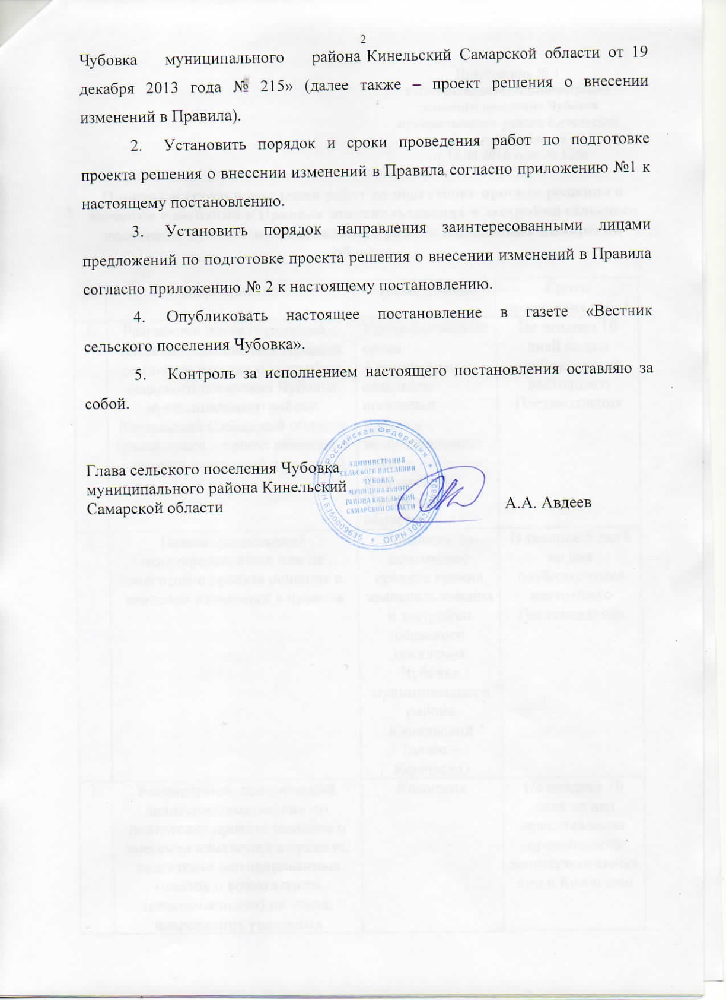 2
Чубовка муниципального района Кинельский Самарской области от 19
декабря 2013 года № 215» (далее также – проект решения о внесении
изменений в Правила).
2. Установить порядок и сроки проведения работ по подготовке
проекта решения о внесении изменений в Правила согласно приложению №1 к
настоящему постановлению.
3. Установить порядок направления заинтересованными лицами
предложений по подготовке проекта решения о внесении изменений в Правила
согласно приложению № 2 к настоящему постановлению.
4. Опубликовать настоящее постановление в газете «Вестник
сельского поселения Чубовка».
5. Контроль за исполнением настоящего постановления оставляю за
собой.
Глава сельского поселения Чубовка
муниципального района Кинельский
Самарской области
А.А. Авдеев
Российская Федерация
АДМИНИСТРАЦИЯ
СЕЛЬСКОГО ПОСЕЛЕНИЯ
ЧУБОВКА
МУНИЦИПАЛЬНОГО
РАЙОНА КИНЕЛЬСКИЙ
САМАРСКОЙ ОБЛАСТИ
6350009635
ОГРН